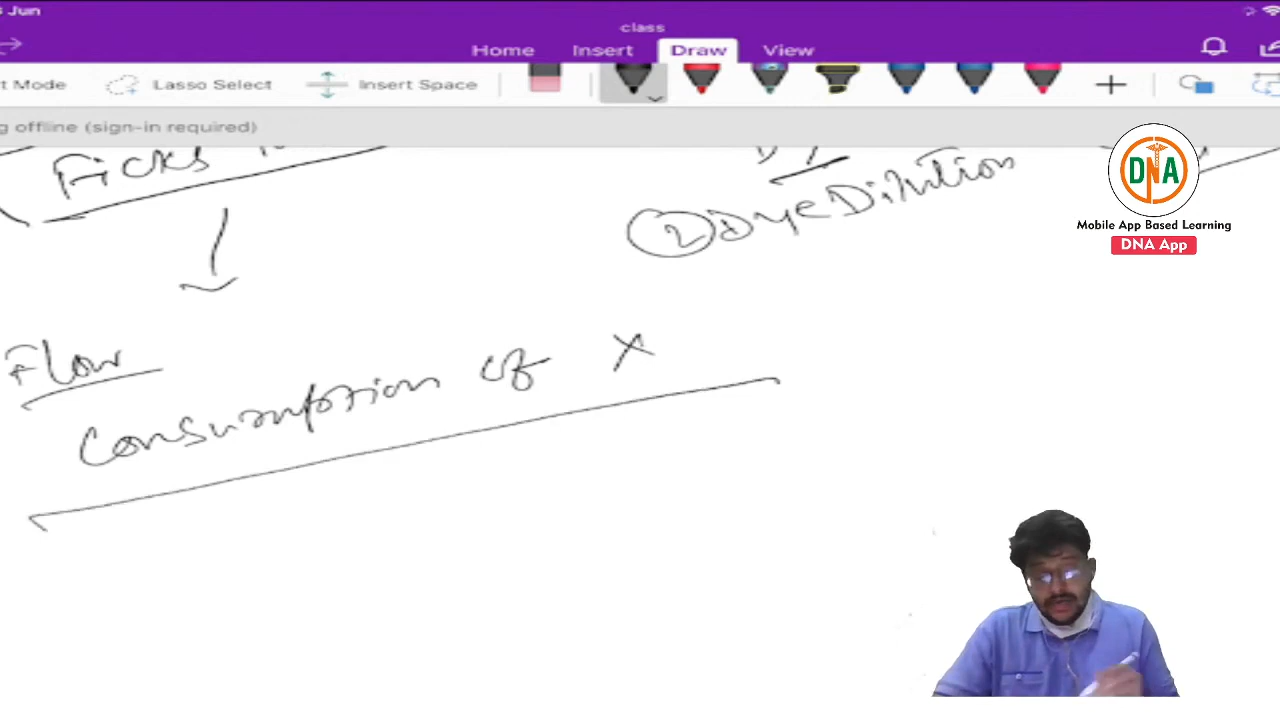 Jun
class
Home Insert Draw View
Mode Lasso Select Insert Space
offline (sign-in required)
DNA
Mobile App Based Learning
DNA App
Ficks
2 Dye Dilution
Flow
Consumption of X